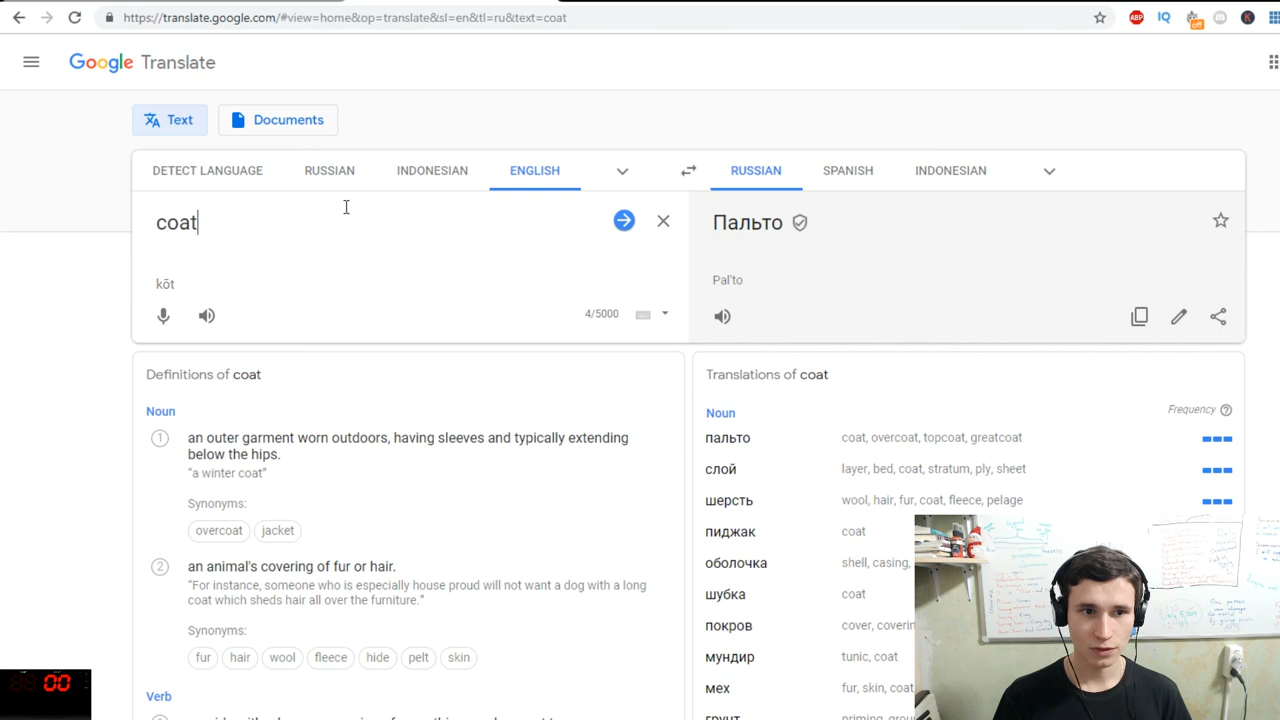 https://translate.google.com/#view=home&op=translate&sl=en&tl=ru&text=coat
ABP IQ off K
Google Translate
Text Documents
DETECT LANGUAGE RUSSIAN INDONESIAN ENGLISH RUSSIAN SPANISH INDONESIAN
coat
Пальто
kōt
Pal'to
4/5000
Definitions of coat
Noun
1 an outer garment worn outdoors, having sleeves and typically extending
below the hips.
"a winter coat"
Synonyms:
overcoat jacket
2 an animal's covering of fur or hair.
"For instance, someone who is especially house proud will not want a dog with a long
coat which sheds hair all over the furniture."
Synonyms:
fur hair wool fleece hide pelt skin
Verb
Translations of coat
Noun Frequency
пальто coat, overcoat, topcoat, greatcoat
слой layer, bed, coat, stratum, ply, sheet
шерсть wool, hair, fur, coat, fleece, pelage
пиджак coat
оболочка shell, casing,
шубка coat
покров cover,
мундир tunic, coat
мех fur, skin, coat
00